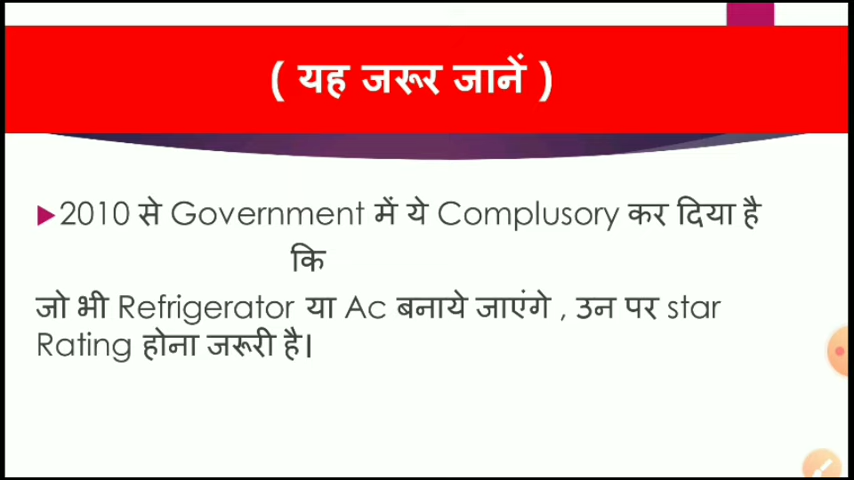 ( यह जरूर जानें )
2010 से Government में ये Complusory कर दिया है
कि
जो भी Refrigerator या Ac बनाये जाएंगे , उन पर star
Rating होना जरूरी है।